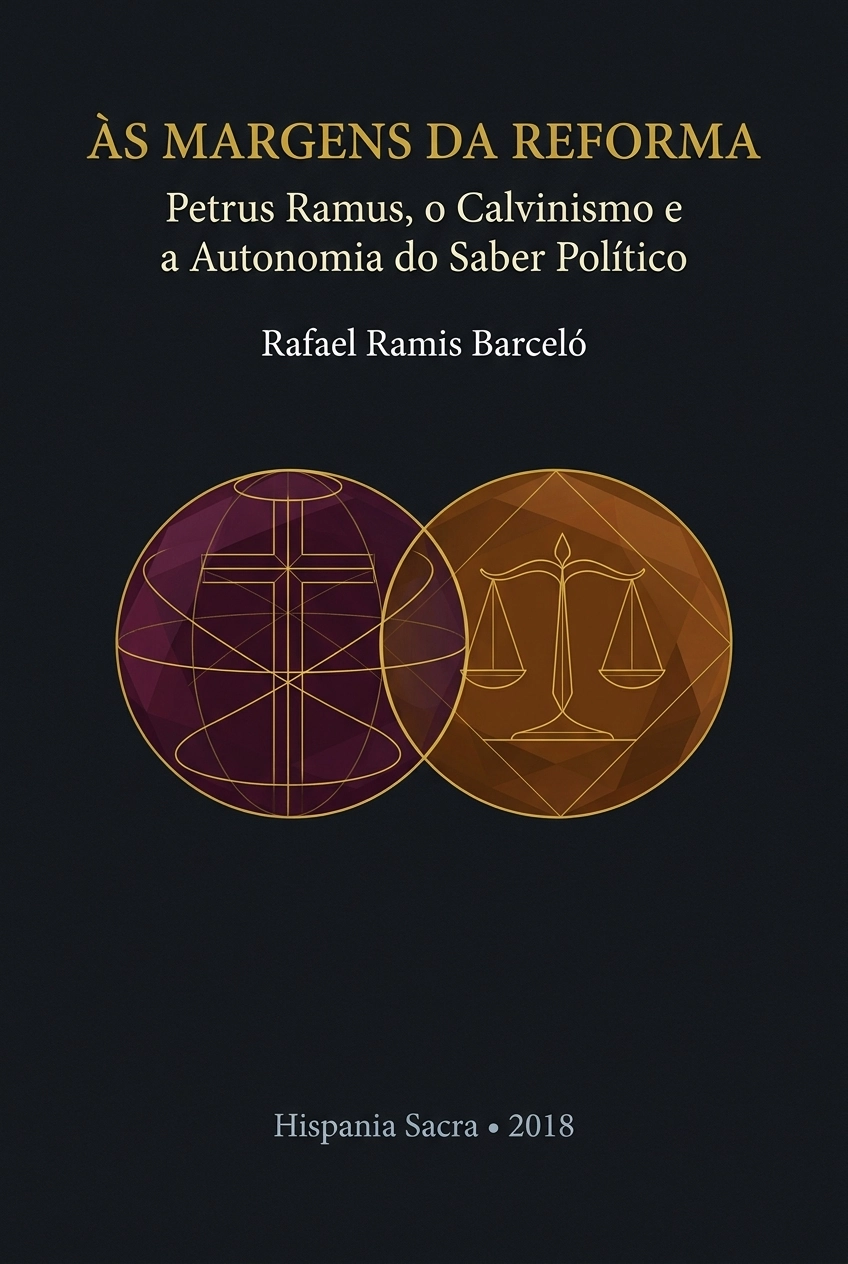 ÀS MARGENS DA REFORMA
Petrus Ramus, o Calvinismo e
a Autonomia do Saber Político
Rafael Ramis Barceló
Hispania Sacra • 2018